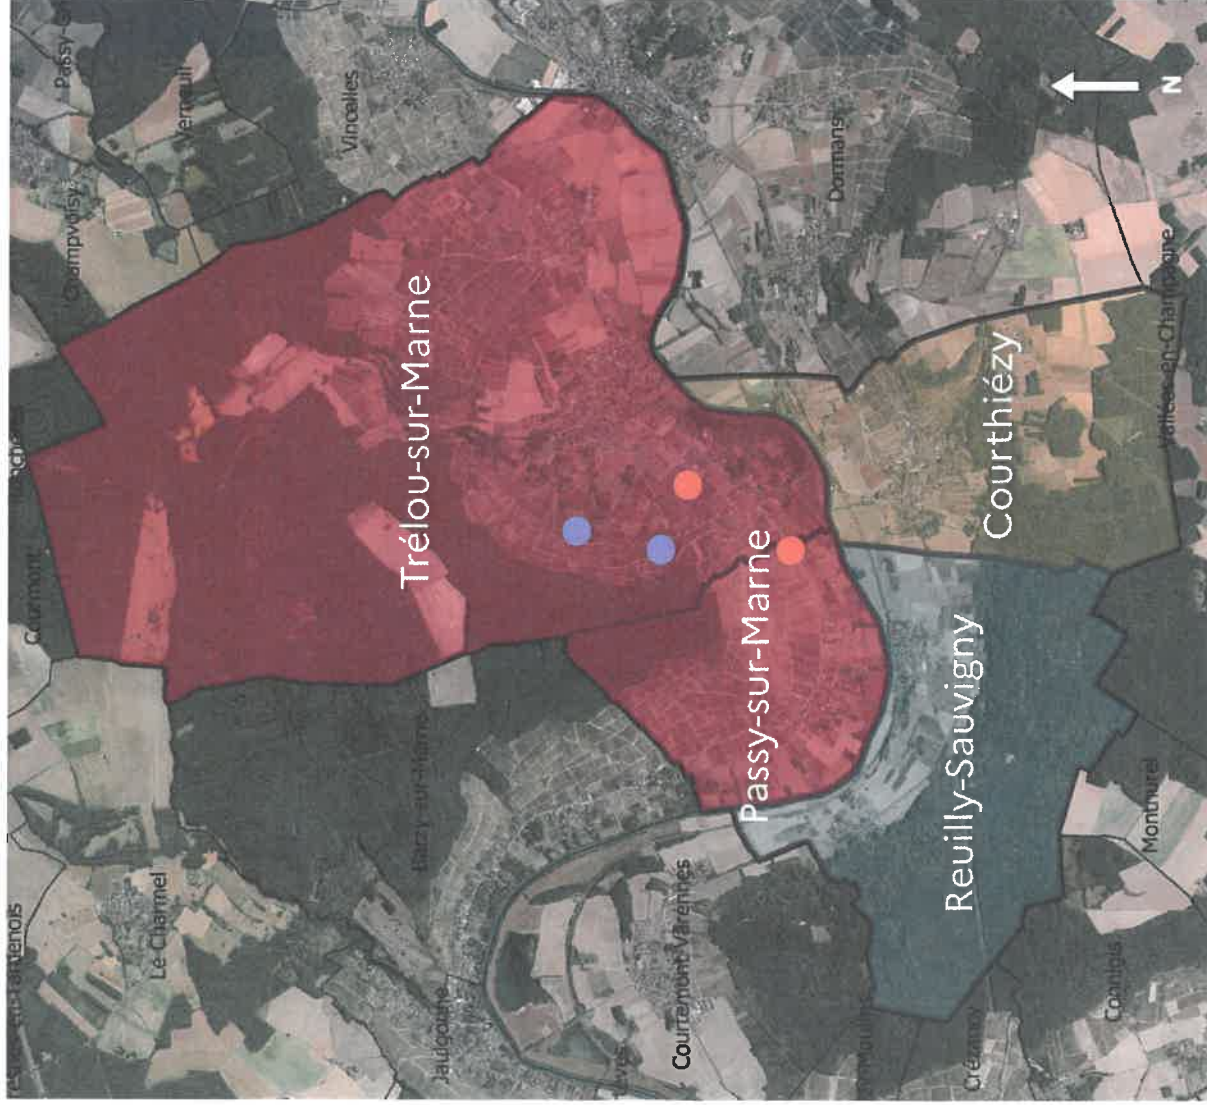 Courmont
Champvoisy
Passy-G
Le Charmel
Verneuil
Vincelles
Trélou-sur-Marne
Barzy-sur-Marne
Jaulgonne
Courtemont-Varennes
Passy-sur-Marne
Dormans
Reuilly-Sauvigny
Crézancy
Courthiézy
Connigis
Monthurel
Vallées-en-Champagne
N